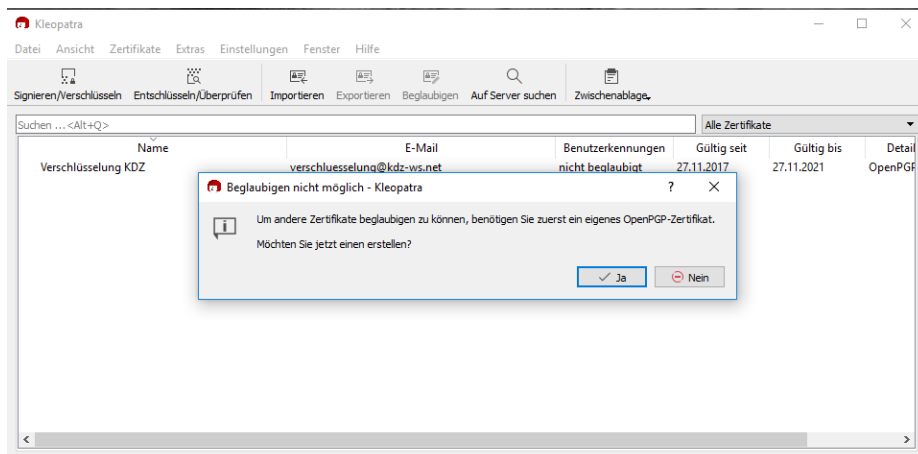 Kleopatra
Datei Ansicht Zertifikate Extras Einstellungen Fenster Hilfe
Signieren/Verschlüsseln Entschlüsseln/Überprüfen Importieren Exportieren Beglaubigen Auf Server suchen Zwischenablage
Suchen ...<Alt+Q> Alle Zertifikate
Name E-Mail Benutzerkennungen Gültig seit Gültig bis Detail
Verschlüsselung KDZ verschluesselung@kdz-ws.net nicht beglaubigt 27.11.2017 27.11.2021 OpenPGP
Beglaubigen nicht möglich - Kleopatra ?
Um andere Zertifikate beglaubigen zu können, benötigen Sie zuerst ein eigenes OpenPGP-Zertifikat.
Möchten Sie jetzt einen erstellen?
Ja Nein